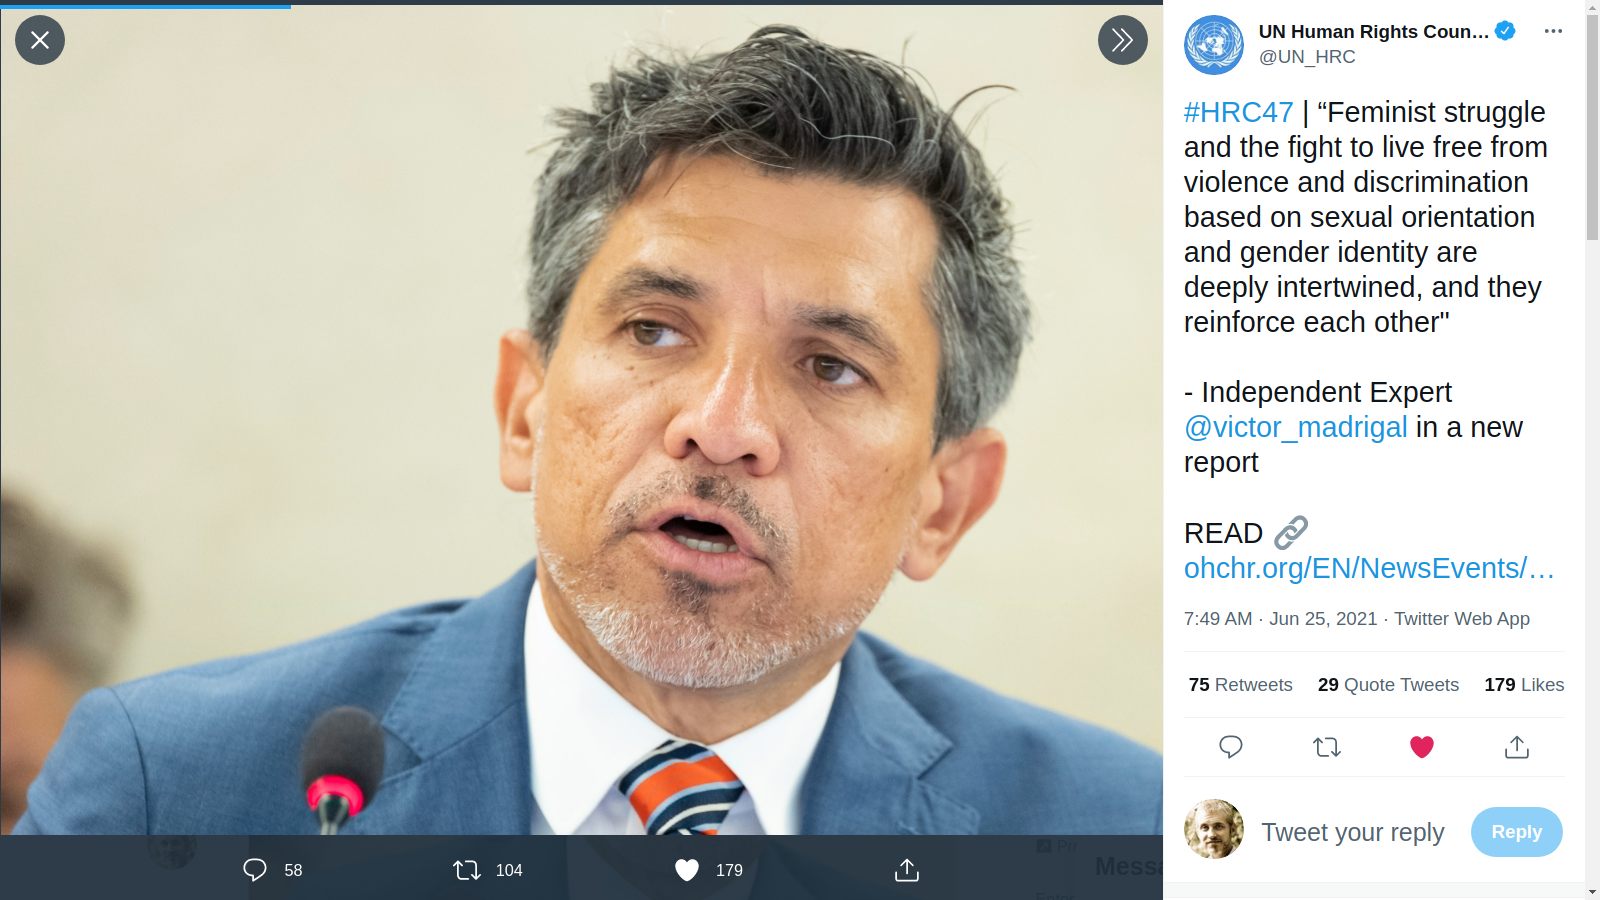 UN Human Rights Coun...
@UN_HRC
#HRC47 | “Feminist struggle
and the fight to live free from
violence and discrimination
based on sexual orientation
and gender identity are
deeply intertwined, and they
reinforce each other"
- Independent Expert
@victor_madrigal in a new
report
READ
ohchr.org/EN/NewsEvents/…
7:49 AM · Jun 25, 2021 · Twitter Web App
75 Retweets 29 Quote Tweets 179 Likes
Tweet your reply
Reply
58
104
179